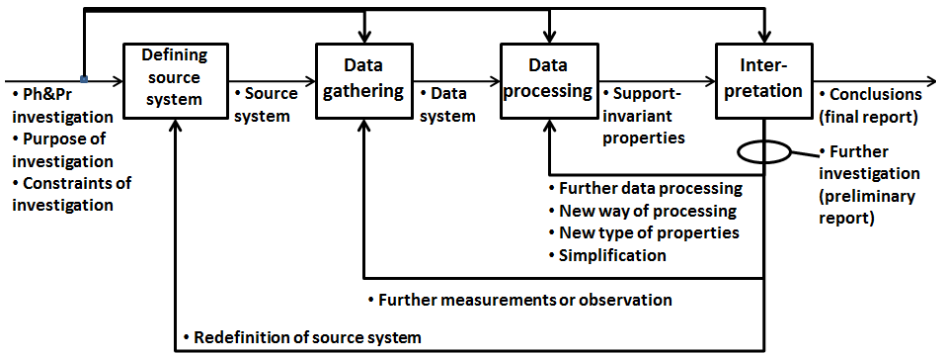 Defining
source
system
Data
gathering
Data
processing
Inter-
pretation
• Ph&Pr
investigation
• Purpose of
investigation
• Constraints of
investigation
• Source
system
• Data
system
• Support-
invariant
properties
• Conclusions
(final report)
• Further
investigation
(preliminary
report)
• Further data processing
• New way of processing
• New type of properties
• Simplification
• Further measurements or observation
• Redefinition of source system